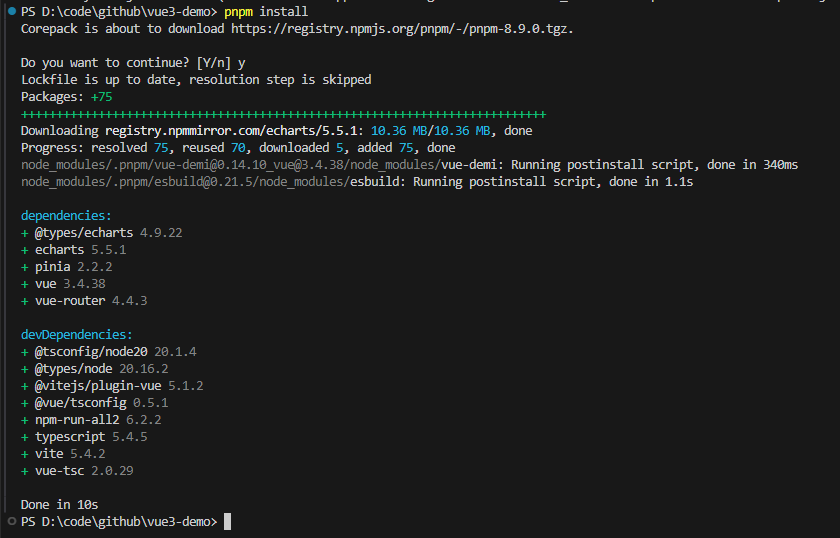 PS D:\code\github\vue3-demo> pnpm install
Corepack is about to download https://registry.npmjs.org/pnpm/-/pnpm-8.9.0.tgz.
Do you want to continue? [Y/n] y
Lockfile is up to date, resolution step is skipped
Packages: +75
+++++++++++++++++++++++++++++++++++++++++++++++++++++++++++++++++++++++++++
Downloading registry.npmmirror.com/echarts/5.5.1: 10.36 MB/10.36 MB, done
Progress: resolved 75, reused 70, downloaded 5, added 75, done
node_modules/.pnpm/vue-demi@0.14.10_vue@3.4.38/node_modules/vue-demi: Running postinstall script, done in 340ms
node_modules/.pnpm/esbuild@0.21.5/node_modules/esbuild: Running postinstall script, done in 1.1s
dependencies:
+ @types/echarts 4.9.22
+ echarts 5.5.1
+ pinia 2.2.2
+ vue 3.4.38
+ vue-router 4.4.3
devDependencies:
+ @tsconfig/node20 20.1.4
+ @types/node 20.16.2
+ @vitejs/plugin-vue 5.1.2
+ @vue/tsconfig 0.5.1
+ npm-run-all2 6.2.2
+ typescript 5.4.5
+ vite 5.4.2
+ vue-tsc 2.0.29
Done in 10s
PS D:\code\github\vue3-demo>